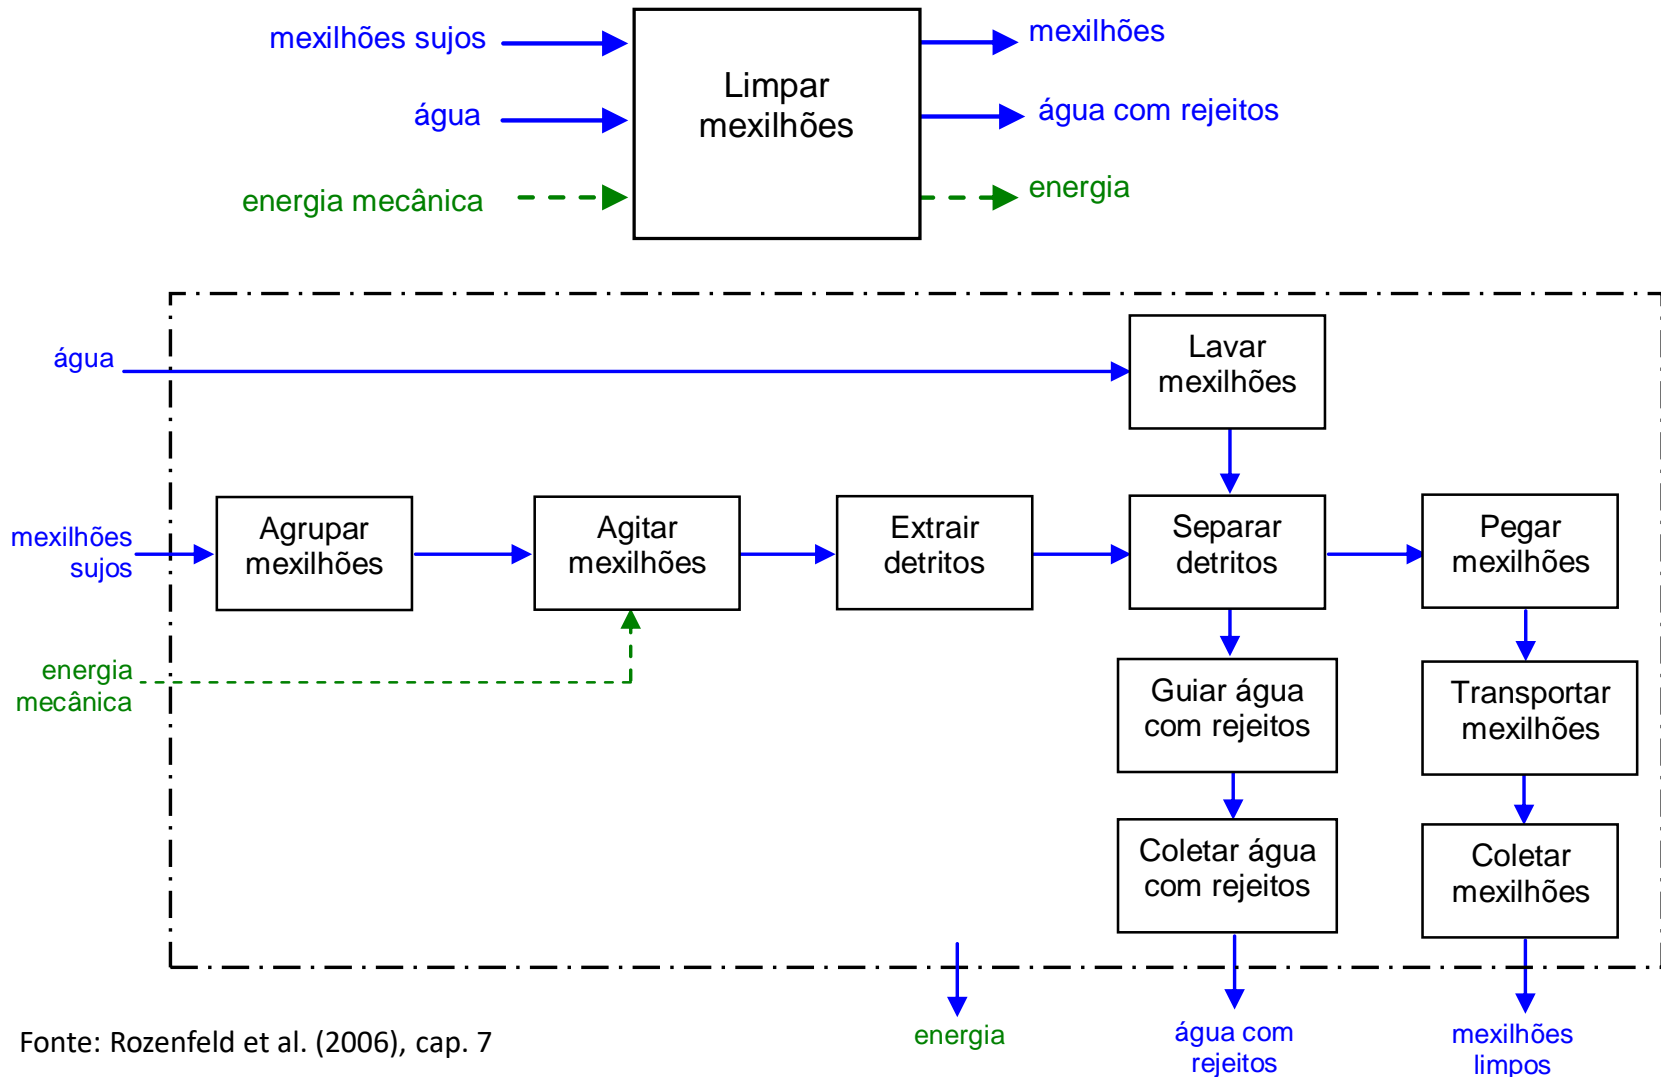 mexilhões sujos
água
energia mecânica
Limpar
mexilhões
mexilhões
água com rejeitos
energia
água
Lavar
mexilhões
mexilhões
sujos
Agrupar
mexilhões
Agitar
mexilhões
Extrair
detritos
Separar
detritos
Pegar
mexilhões
energia
mecânica
Guiar água
com rejeitos
Transportar
mexilhões
Coletar água
com rejeitos
Coletar
mexilhões
energia
água com
rejeitos
mexilhões
limpos
Fonte: Rozenfeld et al. (2006), cap. 7